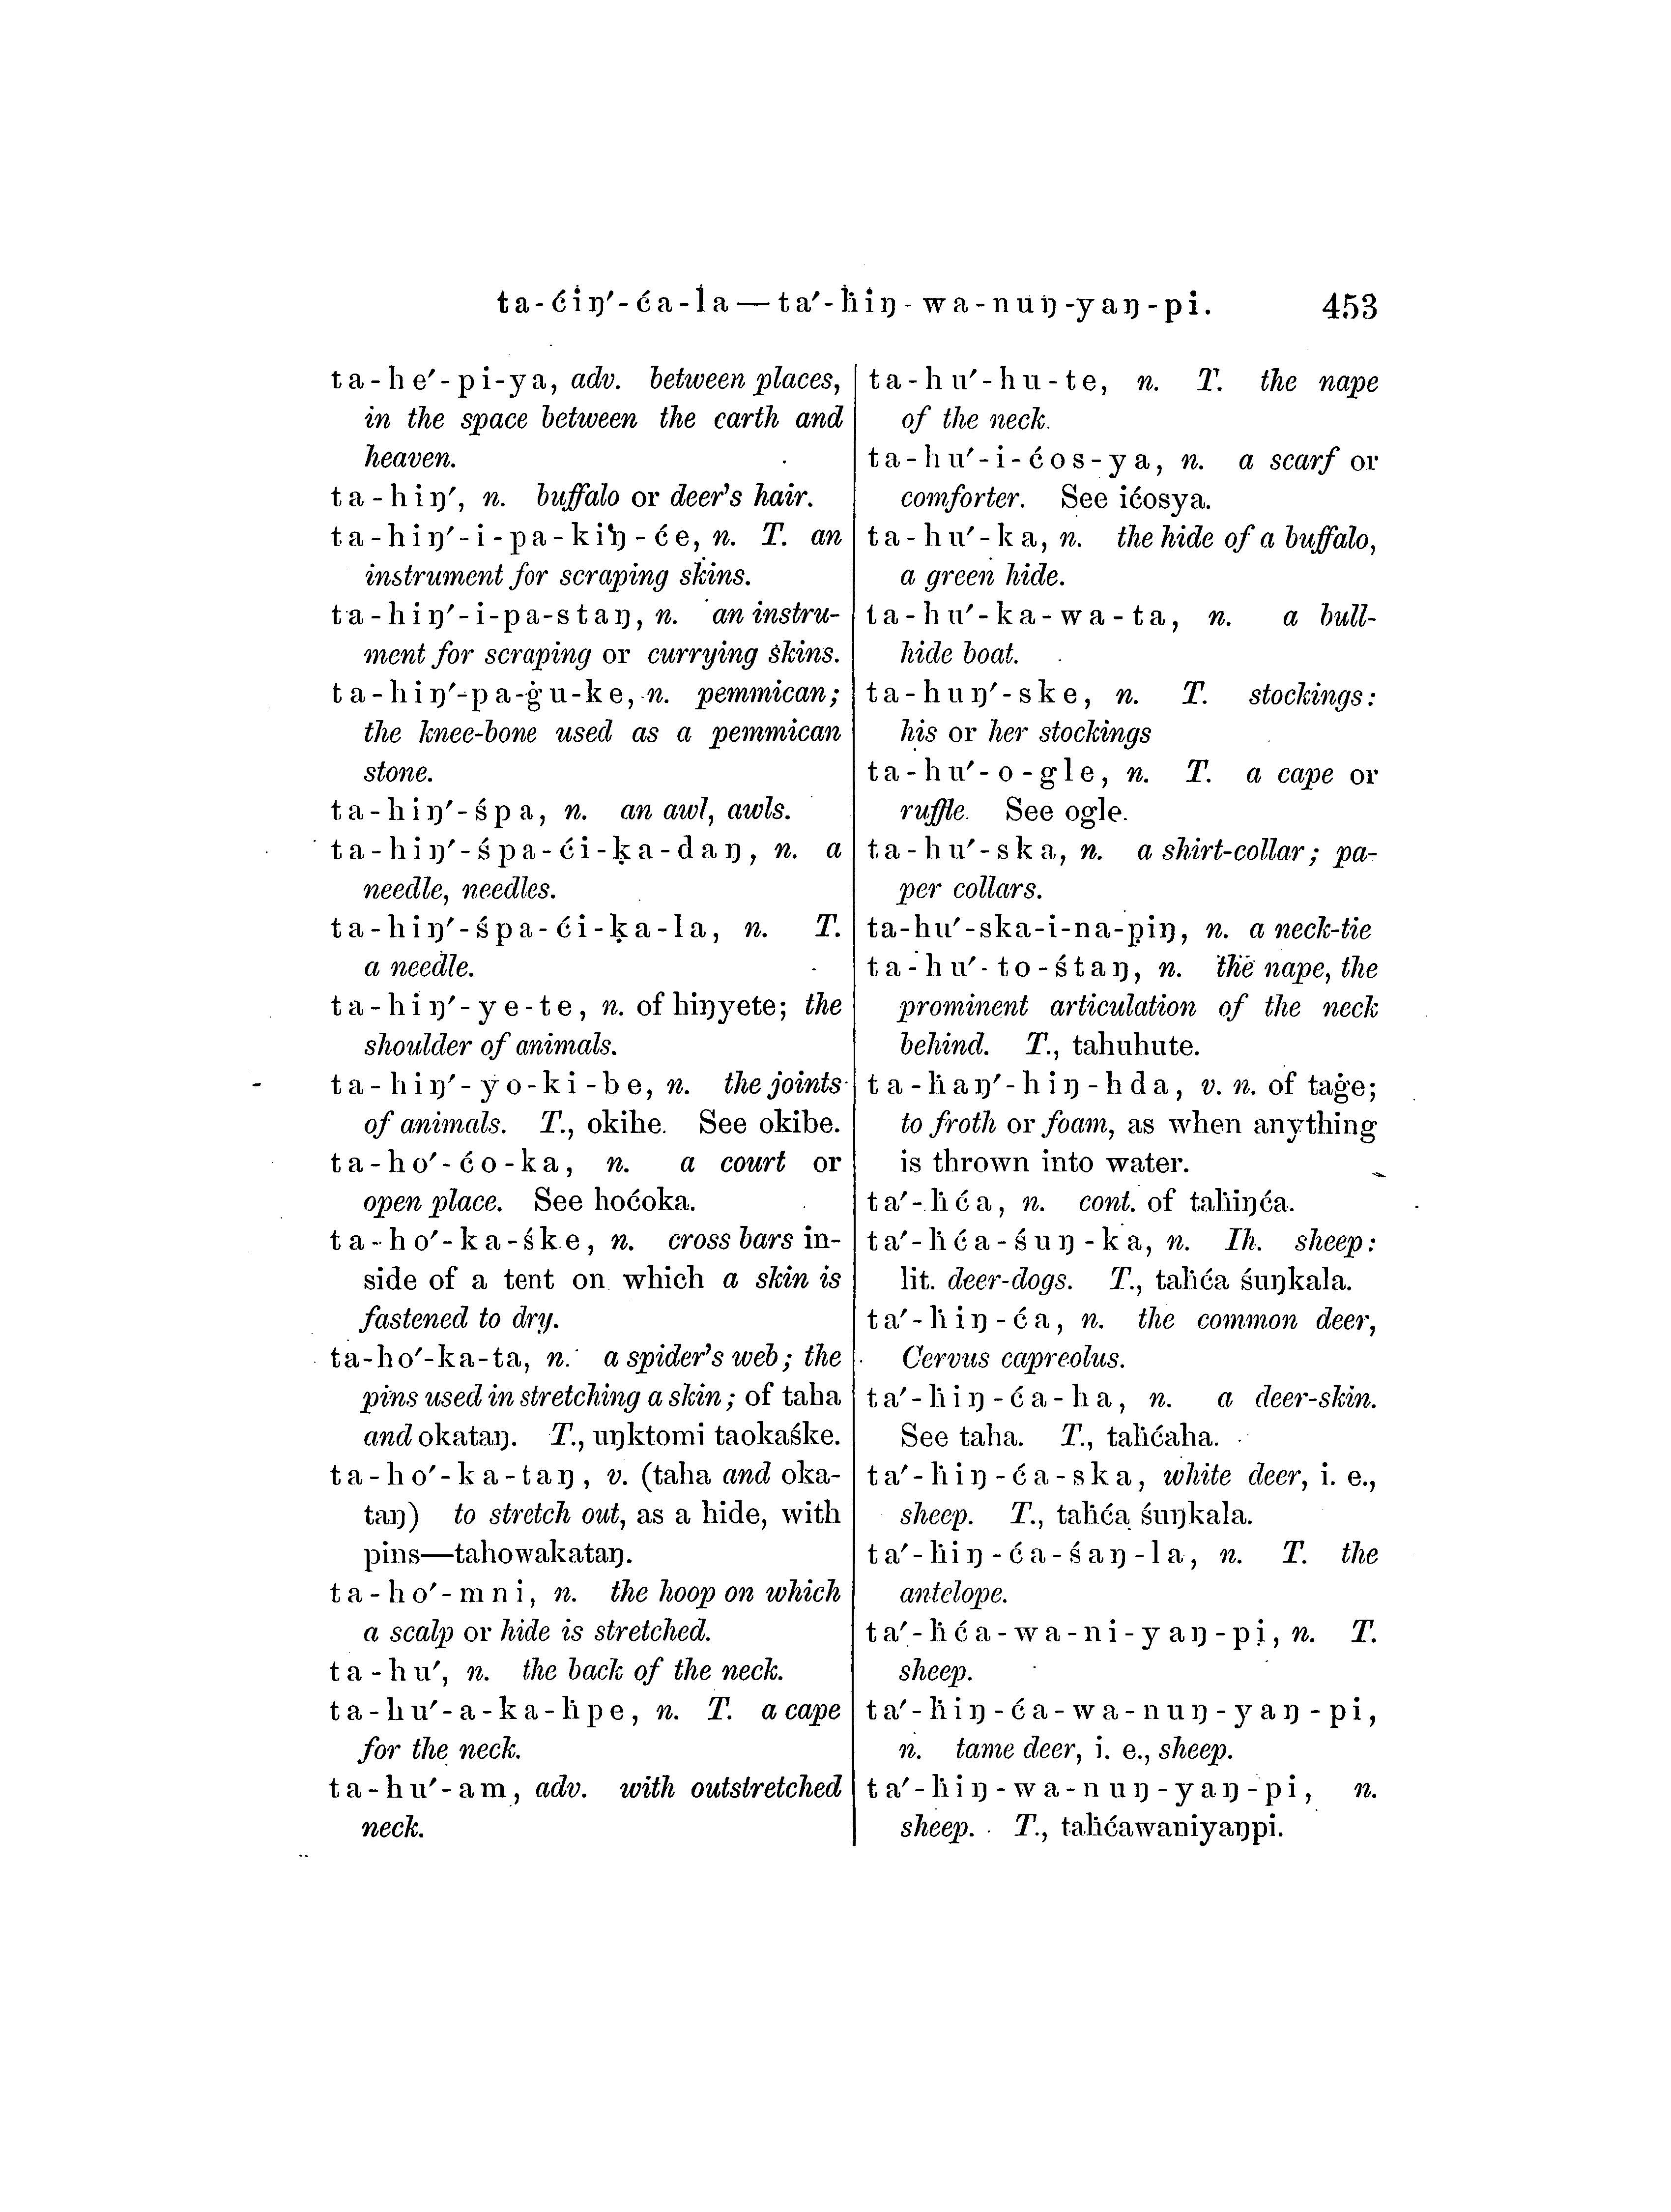 ta-ćiŋ′-ća-la—ta′-ḣiŋ-wa-nuŋ-yaŋ-pi. 453
ta-he′-pi-ya, adv. between places,
in the space between the earth and
heaven.
ta-hiŋ′, n. buffalo or deer's hair.
ta-hiŋ′-i-pa-kiŋ-će, n. T. an
instrument for scraping skins.
ta-hiŋ′-i-pa-staŋ, n. an instru-
ment for scraping or currying skins.
ta-hiŋ′-pa-ġu-ke, n. pemmican;
the knee-bone used as a pemmican
stone.
ta-hiŋ′-śpa, n. an awl, awls.
ta-hiŋ′-śpa-ći-ḳa-daŋ, n. a
needle, needles.
ta-hiŋ′-śpa-ći-ḳa-la, n. T.
a needle.
ta-hiŋ′-ye-te, n. of hiŋyete; the
shoulder of animals.
ta-hiŋ′-yo-ki-be, n. the joints
of animals. T., okihe. See okibe.
ta-ho′-ćo-ka, n. a court or
open place. See hoćoka.
ta-ho′-ka-śke, n. cross bars in-
side of a tent on which a skin is
fastened to dry.
ta-ho′-ka-ta, n. a spider's web; the
pins used in stretching a skin; of taha
and okataŋ. T., uŋktomi taokaśke.
ta-ho′-ka-taŋ, v. (taha and oka-
taŋ) to stretch out, as a hide, with
pins—tahowakataŋ.
ta-ho′-mni, n. the hoop on which
a scalp or hide is stretched.
ta-hu′, n. the back of the neck.
ta-hu′-a-ka-ḣpe, n. T. a cape
for the neck.
ta-hu′-am, adv. with outstretched
neck.
ta-hu′-hu-te, n. T. the nape
of the neck.
ta-hu′-i-ćos-ya, n. a scarf or
comforter. See ićosya.
ta-hu′-ka, n. the hide of a buffalo,
a green hide.
ta-hu′-ka-wa-ta, n. a bull-
hide boat.
ta-huŋ′-ske, n. T. stockings:
his or her stockings
ta-hu′-o-gle, n. T. a cape or
ruffle. See ogle.
ta-hu′-ska, n. a shirt-collar; pa-
per collars.
ta-hu′-ska-i-na-piŋ, n. a neck-tie
ta-hu′-to-śtaŋ, n. the nape, the
prominent articulation of the neck
behind. T., tahuhute.
ta-ḣaŋ′-hiŋ-hda, v. n. of taġe;
to froth or foam, as when anything
is thrown into water.
ta′-ḣća, n. cont. of taḣiŋća.
ta′-ḣća-śuŋ-ka, n. Ih. sheep:
lit. deer-dogs. T., taḣća śuŋkala.
ta′-ḣiŋ-ća, n. the common deer,
Cervus capreolus.
ta′-ḣiŋ-ća-ha, n. a deer-skin.
See taha. T., taḣćaha.
ta′-ḣiŋ-ća-ska, white deer, i. e.,
sheep. T., taḣća śuŋkala.
ta′-ḣiŋ-ća-śaŋ-la, n. T. the
antelope.
ta′-ḣća-wa-ni-yaŋ-pi, n. T.
sheep.
ta′-ḣiŋ-ća-wa-nuŋ-yaŋ-pi,
n. tame deer, i. e., sheep.
ta′-ḣiŋ-wa-nuŋ-yaŋ-pi, n.
sheep. T., taḣćawaniyaŋpi.